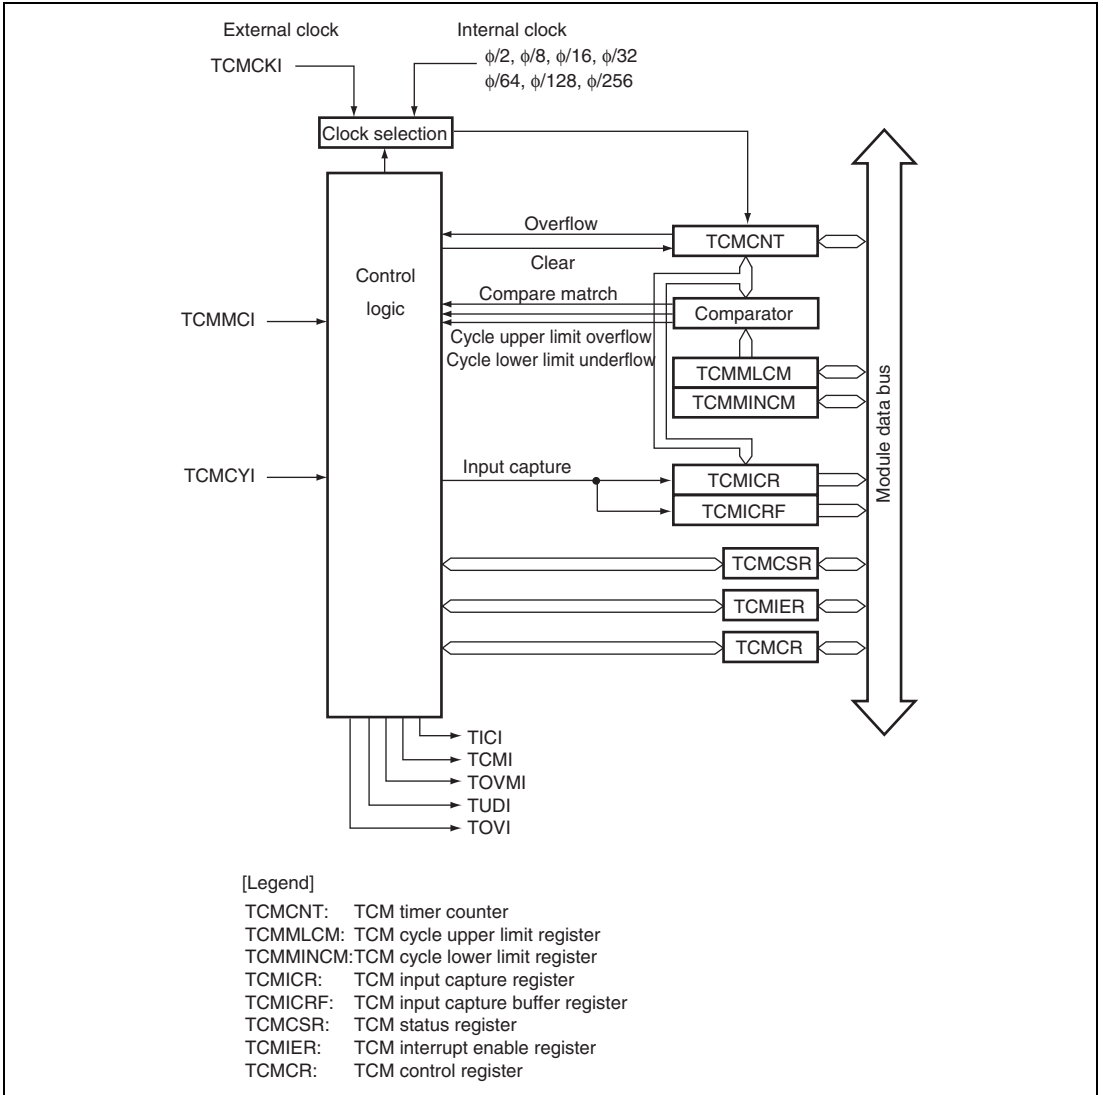 External clock
Internal clock
TCMCKI
ϕ/2, ϕ/8, ϕ/16, ϕ/32
ϕ/64, ϕ/128, ϕ/256
Clock selection
Overflow
TCMCNT
Clear
Control
logic
Compare matrch
Comparator
TCMMCI
Cycle upper limit overflow
Cycle lower limit underflow
TCMMLCM
TCMMINCM
Module data bus
TCMCYI
Input capture
TCMICR
TCMICRF
TCMCSR
TCMIER
TCMCR
TICI
TCMI
TOVMI
TUDI
TOVI
[Legend]
TCMCNT: TCM timer counter
TCMMLCM: TCM cycle upper limit register
TCMMINCM:TCM cycle lower limit register
TCMICR: TCM input capture register
TCMICRF: TCM input capture buffer register
TCMCSR: TCM status register
TCMIER: TCM interrupt enable register
TCMCR: TCM control register